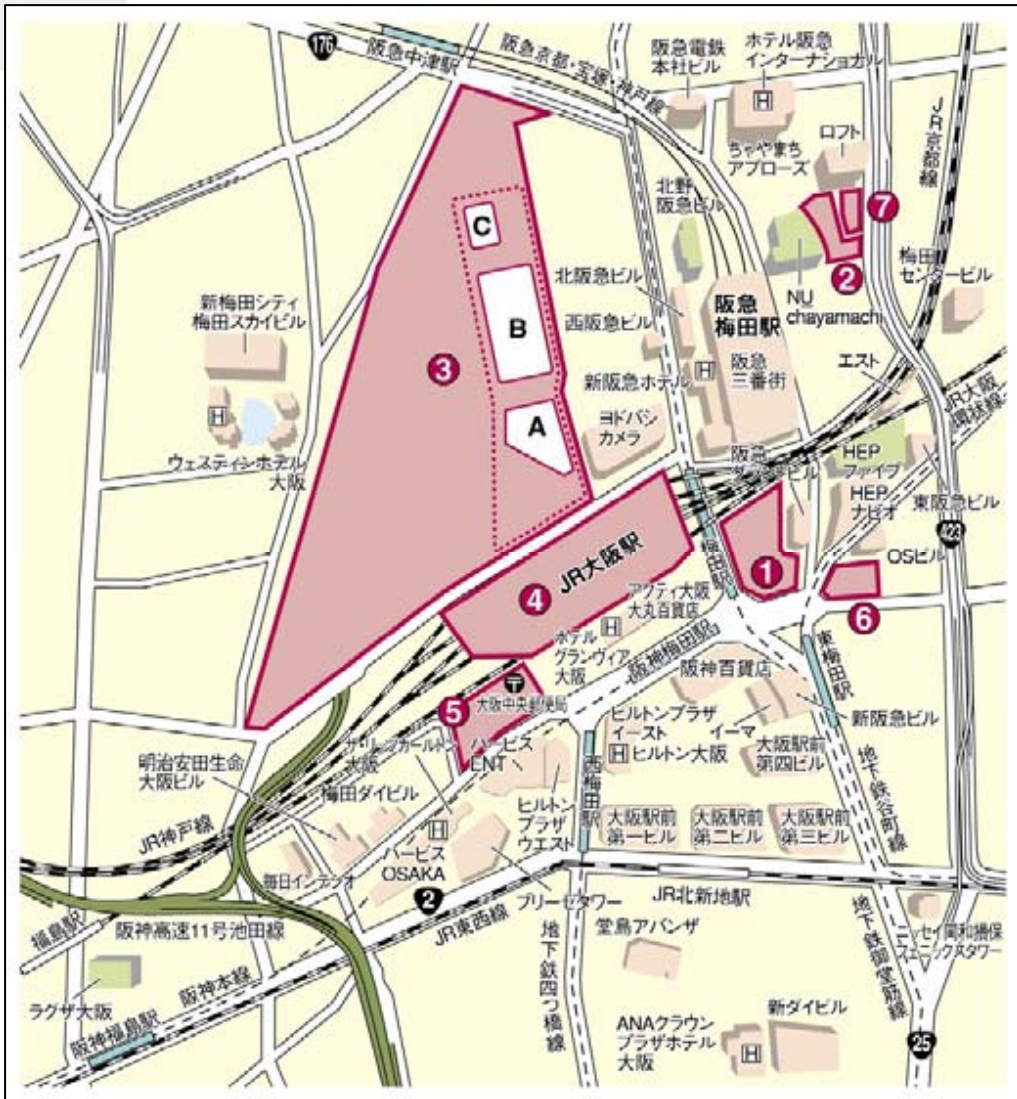 176
阪急中津駅
阪急京都・宝塚・神戸線
阪急電鉄
本社ビル
ホテル阪急
インターナショナル
H
ちゃやまち
アプローズ
ロフト
JR京都線
北野
阪急ビル
7
2
梅田
センタービル
C
北阪急ビル
阪急
梅田駅
NU
chayamachi
新梅田シティ
梅田スカイビル
B
西阪急ビル
3
新阪急ホテル
H
阪急
三番街
エスト
JR大阪
環状線
A
ヨドバシ
カメラ
H
ウェスティンホテル
大阪
阪急
HEP
ファイブ
HEP
ナビオ
東阪急ビル
423
JR大阪駅
梅田駅
1
OSビル
4
アクティ大阪
大丸百貨店
6
H
ホテル
グランヴィア
大阪
阪神梅田駅
阪神百貨店
東梅田駅
〒
大阪中央郵便局
5
新阪急ビル
ヒルトンプラザ
イースト
イーマ
H
ヒルトン大阪
大阪駅前
第四ビル
明治安田生命
大阪ビル
ザ・リッツカールトン
大阪
ハービス
ENT
梅田ダイビル
西梅田駅
地下鉄谷町線
JR神戸線
H
ヒルトン
プラザ
ウエスト
大阪駅前
第一ビル
大阪駅前
第二ビル
大阪駅前
第三ビル
毎日インテシオ
ハービス
OSAKA
2
ブリーゼタワー
JR北新地駅
福島駅
阪神高速11号池田線
JR東西線
堂島アバンザ
地下鉄御堂筋線
ニッセイ同和損保
フェニックスタワー
ラグザ大阪
阪神本線
地下鉄四つ橋線
阪神福島駅
ANAクラウン
プラザホテル
大阪
H
新ダイビル
25